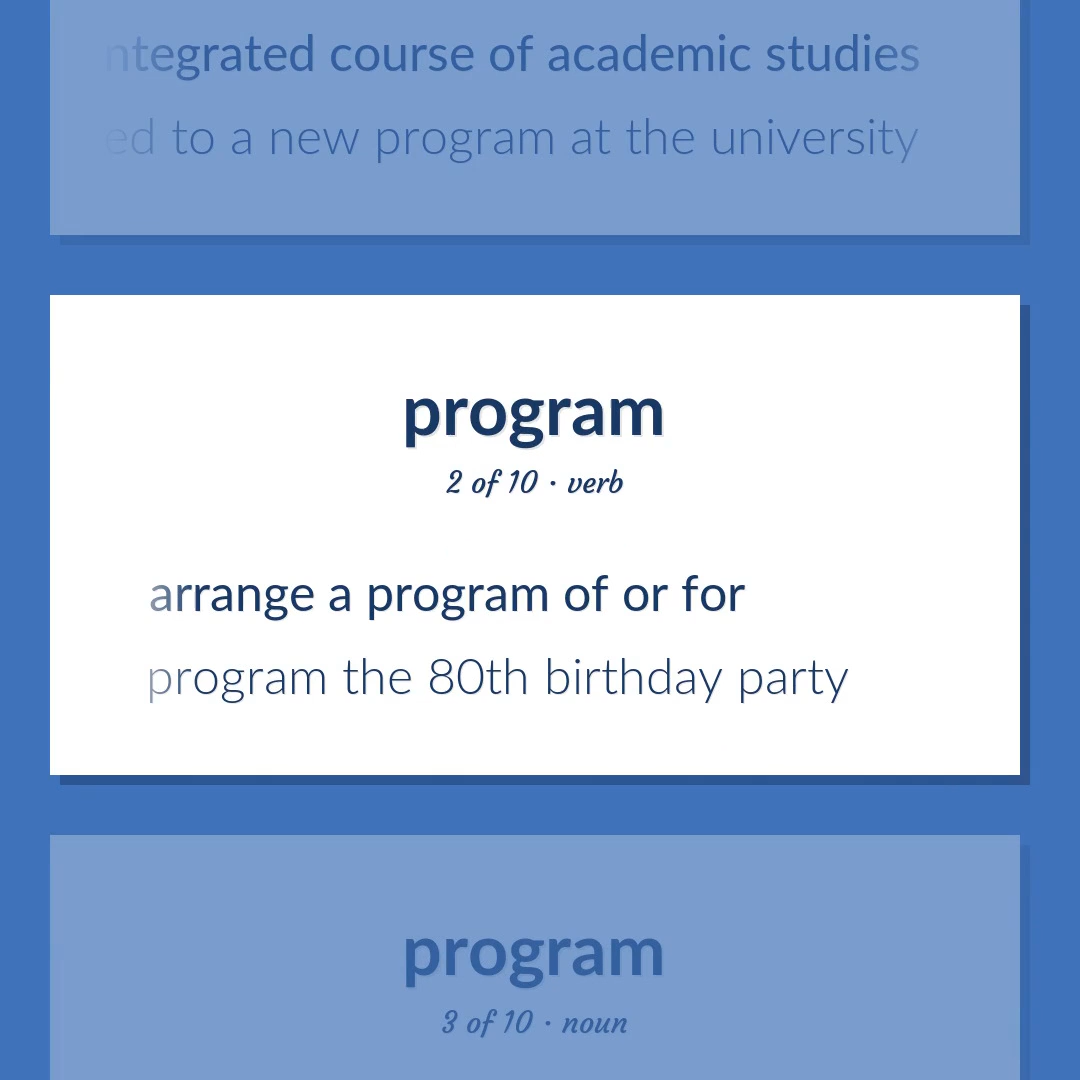 ntegrated course of academic studies
ed to a new program at the university
program
2 of 10 · verb
arrange a program of or for
program the 80th birthday party
program
3 of 10 · noun